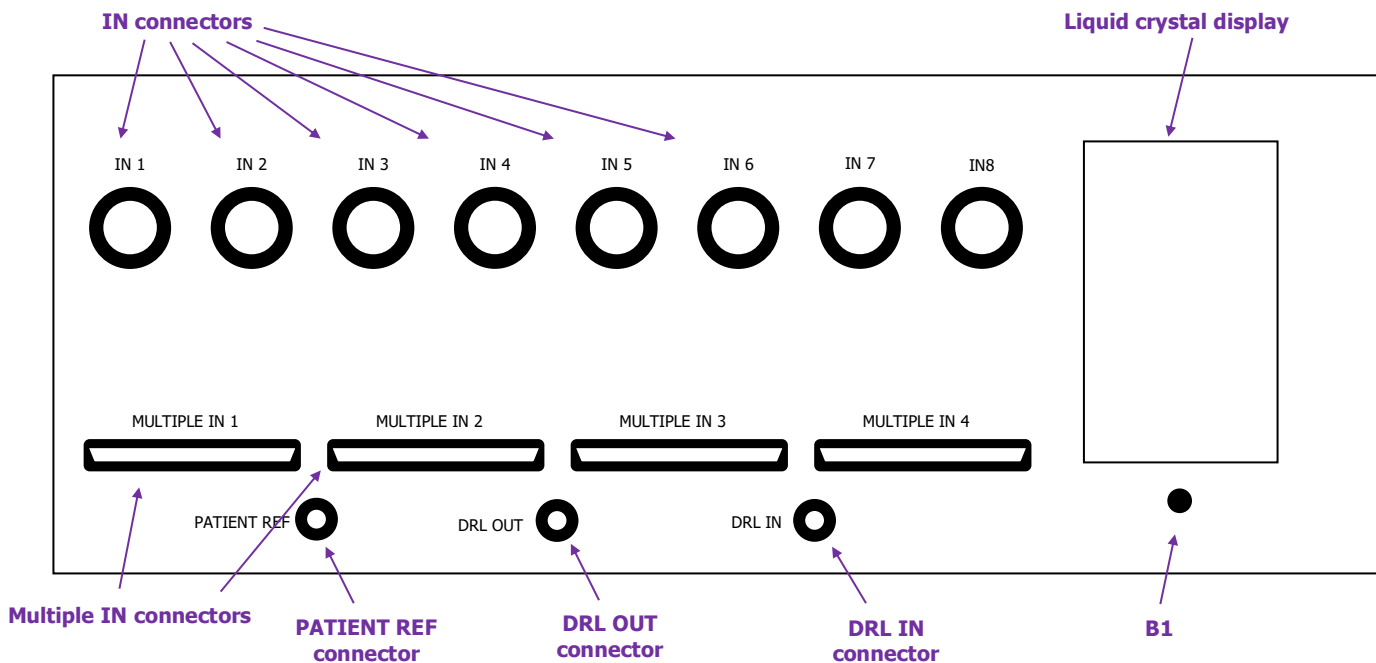 IN connectors
Liquid crystal display
IN 1
IN 2
IN 3
IN 4
IN 5
IN 6
IN 7
IN8
MULTIPLE IN 1
MULTIPLE IN 2
MULTIPLE IN 3
MULTIPLE IN 4
PATIENT REF
DRL OUT
DRL IN
Multiple IN connectors
PATIENT REF
connector
DRL OUT
connector
DRL IN
connector
B1